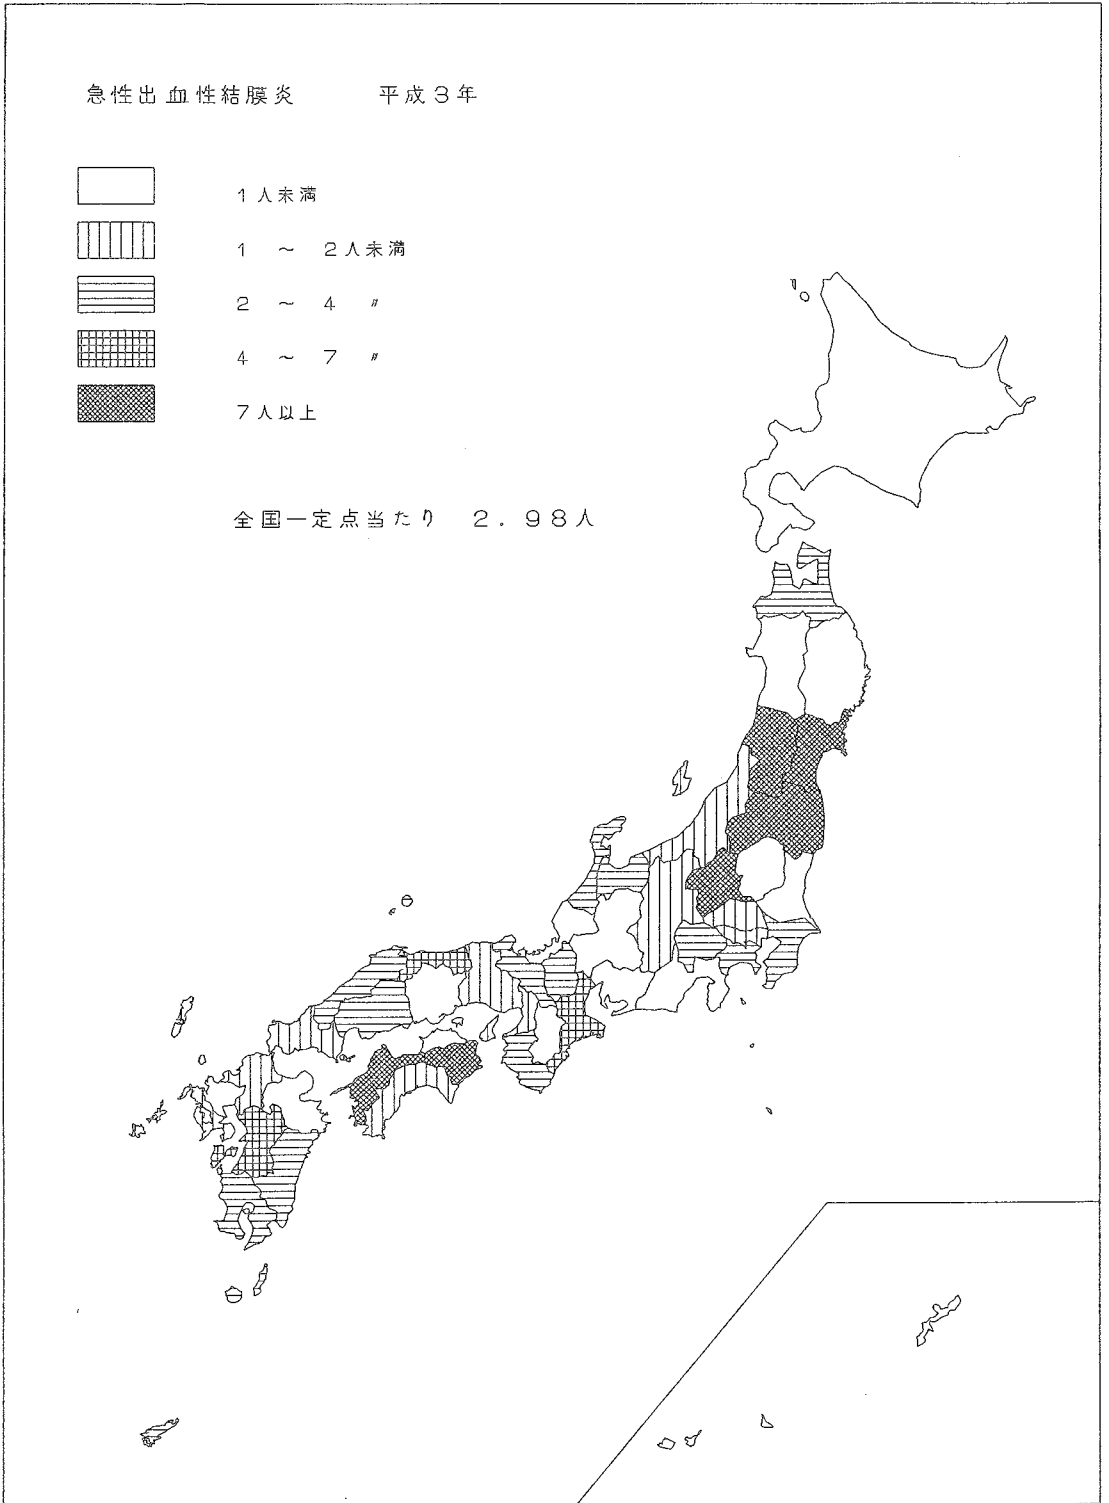 急性出血性結膜炎　平成３年
１人未満
１　～　２人未満
２　～　４　〃
４　～　７　〃
７人以上
全国一定点当たり　２．９８人